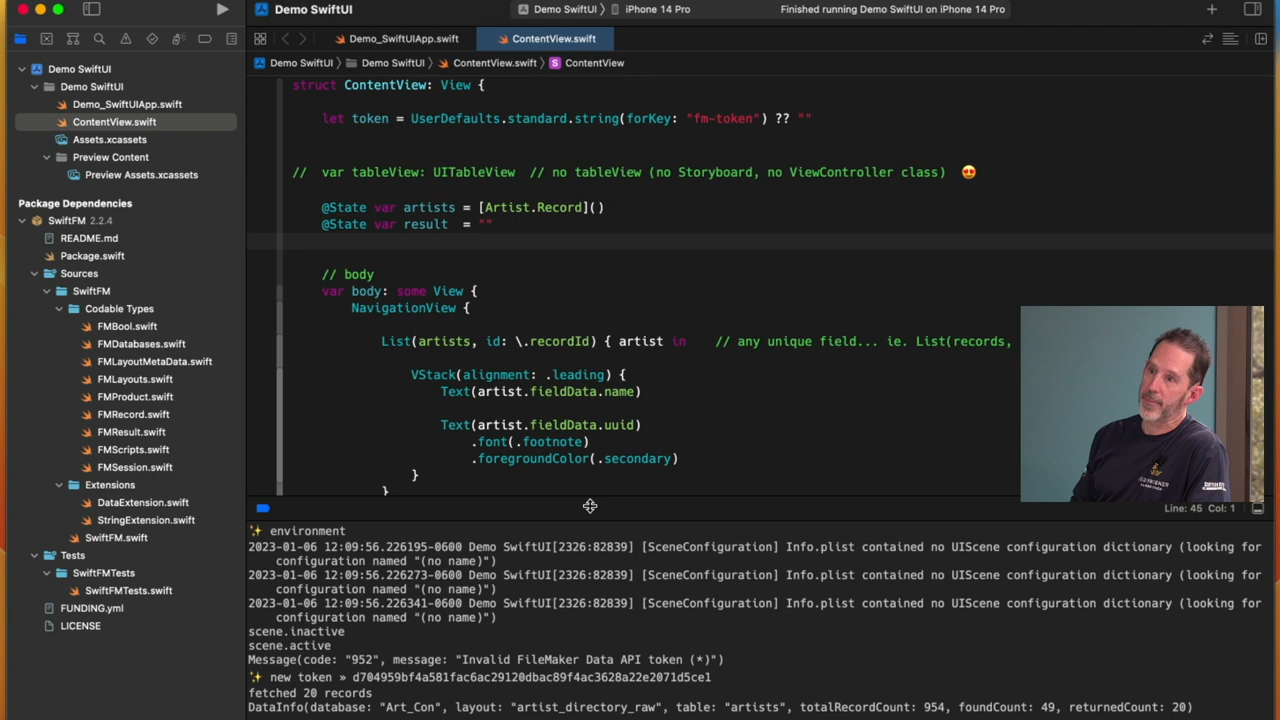 Demo SwiftUI
Demo SwiftUI 〉 iPhone 14 Pro
Finished running Demo SwiftUI on iPhone 14 Pro
Demo_SwiftUIApp.swift
ContentView.swift
Demo SwiftUI 〉 Demo SwiftUI 〉 ContentView.swift 〉 S ContentView
Demo SwiftUI
Demo SwiftUI
Demo_SwiftUIApp.swift
ContentView.swift
Assets.xcassets
Preview Content
Preview Assets.xcassets
Package Dependencies
SwiftFM 2.2.4
README.md
Package.swift
Sources
SwiftFM
Codable Types
FMBool.swift
FMDatabases.swift
FMLayoutMetaData.swift
FMLayouts.swift
FMProduct.swift
FMRecord.swift
FMResult.swift
FMScripts.swift
FMSession.swift
Extensions
DataExtension.swift
StringExtension.swift
SwiftFM.swift
Tests
SwiftFMTests
SwiftFMTests.swift
FUNDING.yml
LICENSE
struct ContentView: View {
let token = UserDefaults.standard.string(forKey: "fm-token") ?? ""
// var tableView: UITableView // no tableView (no Storyboard, no ViewController class) 😍
@State var artists = [Artist.Record]()
@State var result = ""
// body
var body: some View {
NavigationView {
List(artists, id: \.recordId) { artist in // any unique field... ie. List(records,
VStack(alignment: .leading) {
Text(artist.fieldData.name)
Text(artist.fieldData.uuid)
.font(.footnote)
.foregroundColor(.secondary)
}
}
Line: 45 Col: 1
✨ environment
2023-01-06 12:09:56.226195-0600 Demo SwiftUI[2326:82839] [SceneConfiguration] Info.plist contained no UIScene configuration dictionary (looking for
configuration named "(no name)")
2023-01-06 12:09:56.226273-0600 Demo SwiftUI[2326:82839] [SceneConfiguration] Info.plist contained no UIScene configuration dictionary (looking for
configuration named "(no name)")
2023-01-06 12:09:56.226341-0600 Demo SwiftUI[2326:82839] [SceneConfiguration] Info.plist contained no UIScene configuration dictionary (looking for
configuration named "(no name)")
scene.inactive
scene.active
Message(code: "952", message: "Invalid FileMaker Data API token (*)")
✨ new token » d704959bf4a581fac6ac29120dbac89f4ac3628a22e2071d5ce1
fetched 20 records
DataInfo(database: "Art_Con", layout: "artist_directory_raw", table: "artists", totalRecordCount: 954, foundCount: 49, returnedCount: 20)